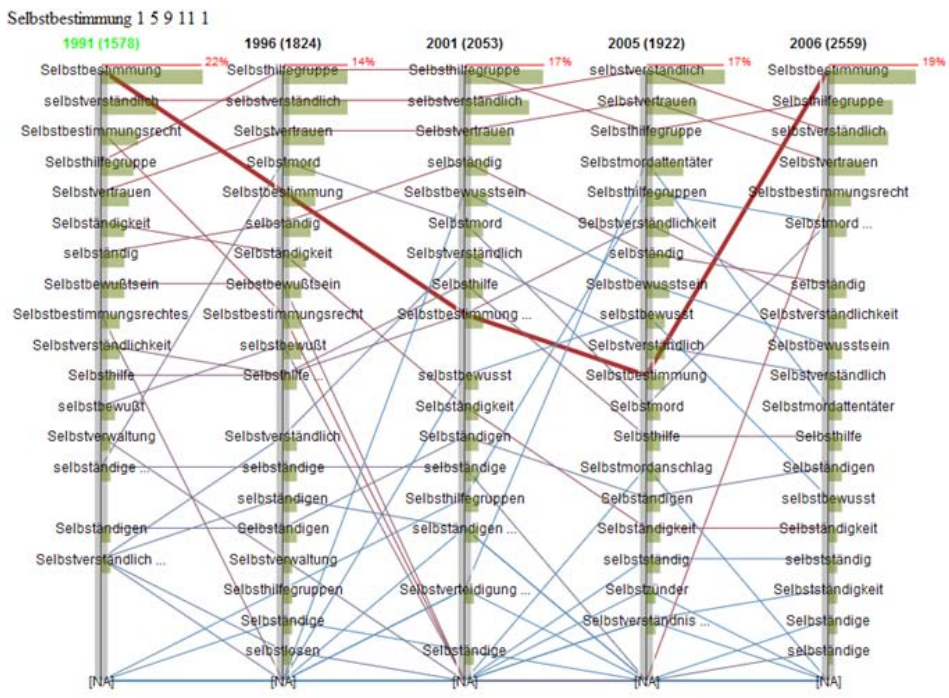 Selbstbestimmung 1 5 9 11 1
1991 (1578) 1996 (1824) 2001 (2053) 2005 (1922) 2006 (2559)
22% 14% 17% 17% 19%
Selbstbestimmung Selbsthilfegruppe Selbsthilfegruppe selbstverständlich Selbstbestimmung
selbstverständlich selbstverständlich selbstverständlich Selbstvertrauen Selbsthilfegruppe
Selbstbestimmungsrecht Selbstvertrauen Selbstvertrauen Selbsthilfegruppe selbstverständlich
Selbsthilfegruppe Selbstmord selbständig Selbstmordattentäter Selbstvertrauen
Selbstvertrauen Selbstbestimmung Selbstbewusstsein Selbsthilfegruppen Selbstbestimmungsrecht
Selbständigkeit selbständig Selbstmord Selbstverständlichkeit Selbstmord ...
selbständig Selbständigkeit Selbstverständlich selbständig
Selbstbewußtsein Selbstbewußtsein Selbsthilfe Selbstbewusstsein selbständig
Selbstbestimmungsrechtes Selbstbestimmungsrecht Selbstbestimmung ... selbstbewusst Selbstverständlichkeit
Selbstverständlichkeit selbstbewußt Selbstverständlich Selbstbewusstsein
Selbsthilfe Selbsthilfe ... selbstbewusst Selbstbestimmung Selbstverständlich
selbstbewußt Selbständigkeit Selbstmord Selbstmordattentäter
Selbstverwaltung Selbstverständlich Selbständigen Selbsthilfe Selbsthilfe
selbständige ... selbständige selbständige Selbstmordanschlag Selbständigen
selbständigen Selbsthilfegruppen Selbständigen selbstbewusst
Selbständigen Selbständigen selbständigen ... Selbständigkeit Selbständigkeit
Selbstverständlich ... Selbstverwaltung selbstständig selbstständig
Selbsthilfegruppen Selbstverteidigung ... Selbstzünder Selbstständigkeit
Selbständige Selbstverständnis ... Selbstständige
selbstlosen Selbständige selbständige
[NA] [NA] [NA] [NA] [NA]